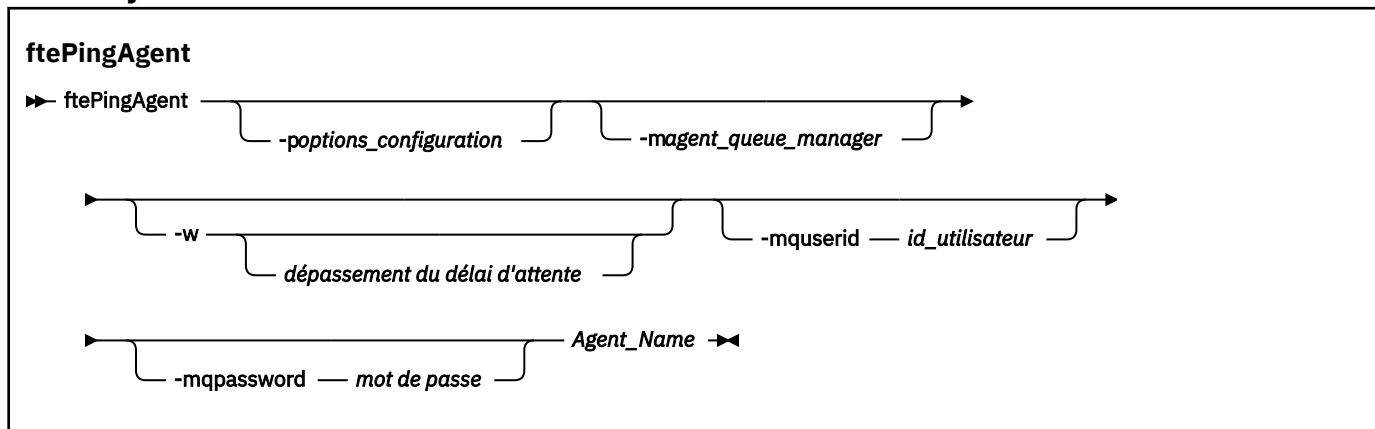 ftePingAgent
ftePingAgent
-poptions_configuration
-magent_queue_manager
-w
dépassement du délai d'attente
-mquserid
id_utilisateur
-mqpassword
mot de passe
Agent_Name